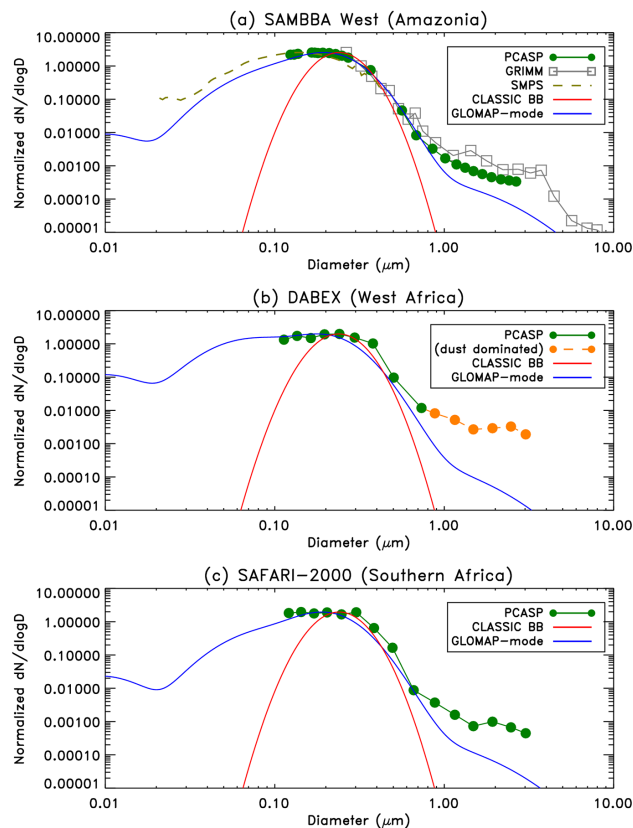 (a) SAMBBA West (Amazonia)
Normalized dN/dlogD
10.00000
1.00000
0.10000
0.01000
0.00100
0.00010
0.00001
PCASP
GRIMM
SMPS
CLASSIC BB
GLOMAP-mode
0.01 0.10 1.00 10.00
Diameter (μm)
(b) DABEX (West Africa)
Normalized dN/dlogD
10.00000
1.00000
0.10000
0.01000
0.00100
0.00010
0.00001
PCASP
(dust dominated)
CLASSIC BB
GLOMAP-mode
0.01 0.10 1.00 10.00
Diameter (μm)
(c) SAFARI-2000 (Southern Africa)
Normalized dN/dlogD
10.00000
1.00000
0.10000
0.01000
0.00100
0.00010
0.00001
PCASP
CLASSIC BB
GLOMAP-mode
0.01 0.10 1.00 10.00
Diameter (μm)